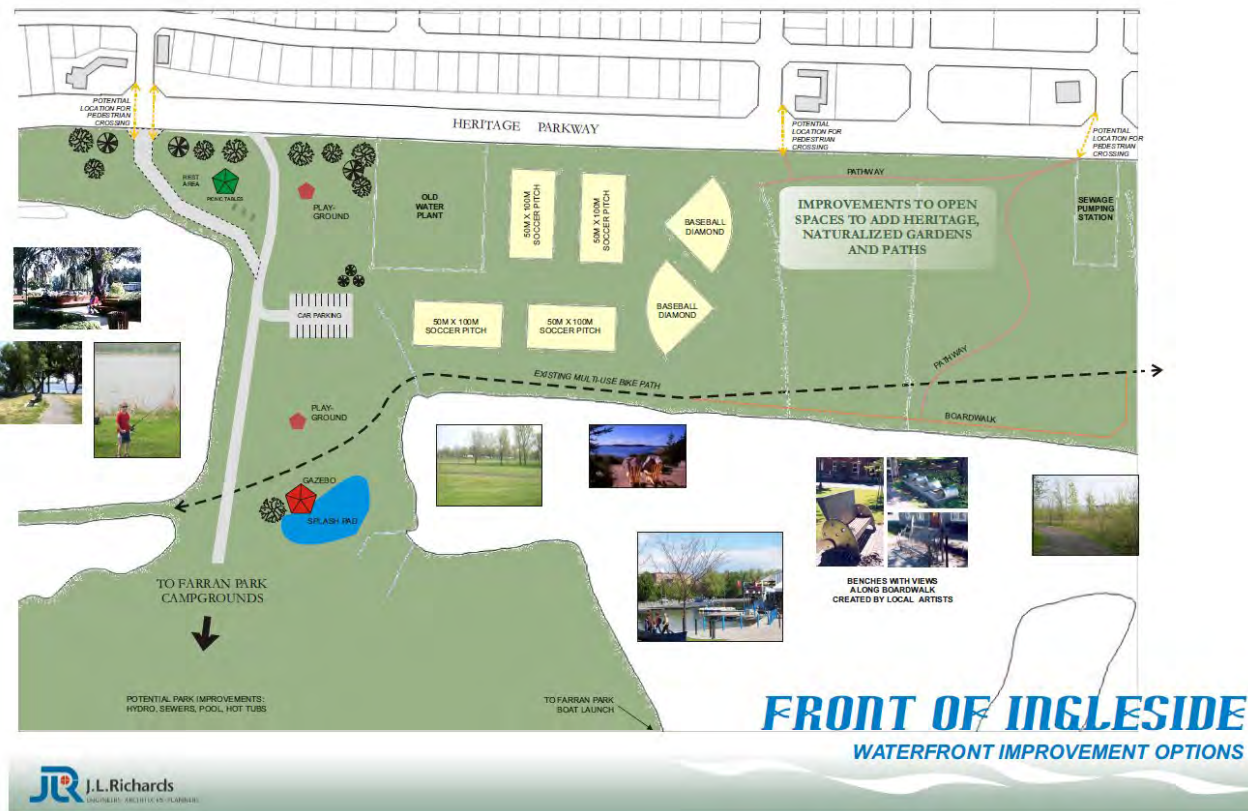 POTENTIAL
LOCATION FOR
PEDESTRIAN
CROSSING
HERITAGE PARKWAY
POTENTIAL
LOCATION FOR
PEDESTRIAN
CROSSING
POTENTIAL
LOCATION FOR
PEDESTRIAN
CROSSING
REST
AREA
PICNIC TABLES
PLAY-
GROUND
OLD
WATER
PLANT
50M X 100M
SOCCER PITCH
50M X 100M
SOCCER PITCH
BASEBALL
DIAMOND
PATHWAY
IMPROVEMENTS TO OPEN
SPACES TO ADD HERITAGE,
NATURALIZED GARDENS
AND PATHS
SEWAGE
PUMPING
STATION
CAR PARKING
50M X 100M
SOCCER PITCH
50M X 100M
SOCCER PITCH
BASEBALL
DIAMOND
PATHWAY
EXISTING MULTI-USE BIKE PATH
BOARDWALK
PLAY-
GROUND
GAZEBO
SPLASH PAD
TO FARRAN PARK
CAMPGROUNDS
BENCHES WITH VIEWS
ALONG BOARDWALK
CREATED BY LOCAL ARTISTS
POTENTIAL PARK IMPROVEMENTS:
HYDRO, SEWERS, POOL, HOT TUBS
TO FARRAN PARK
BOAT LAUNCH
FRONT OF INGLESIDE
WATERFRONT IMPROVEMENT OPTIONS
JLR J.L.Richards
ENGINEERS·ARCHITECTS·PLANNERS